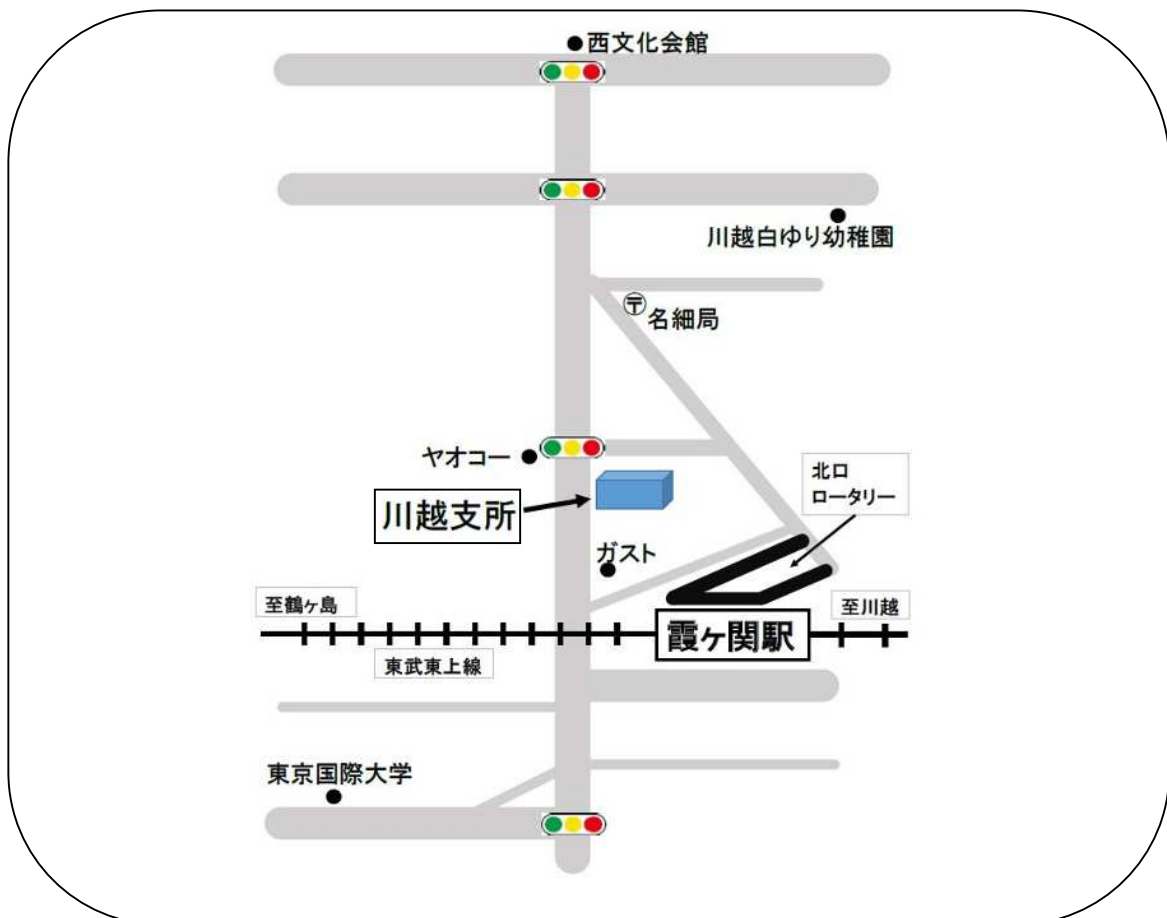 西文化会館
川越白ゆり幼稚園
〒
名細局
ヤオコー
北口
ロータリー
川越支所
ガスト
至鶴ヶ島
至川越
霞ヶ関駅
東武東上線
東京国際大学